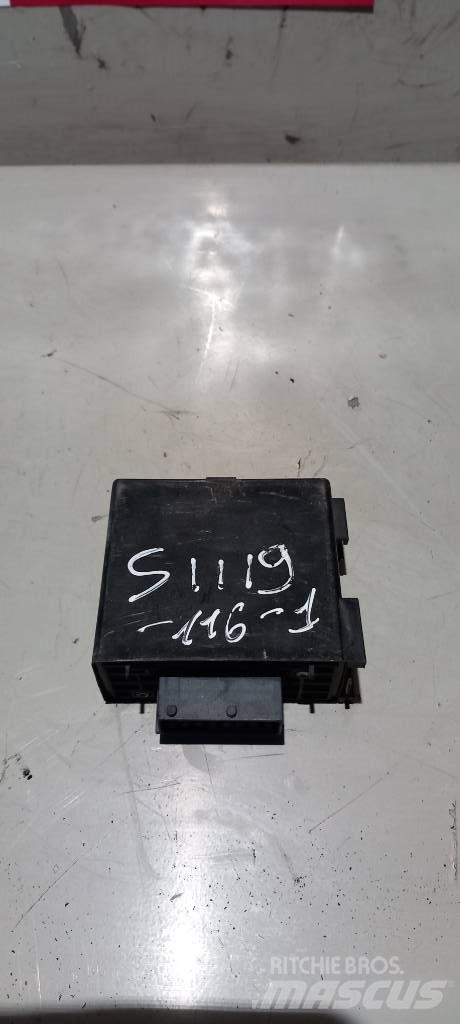 S1119
-116-1
RITCHIE BROS.
MASCUS